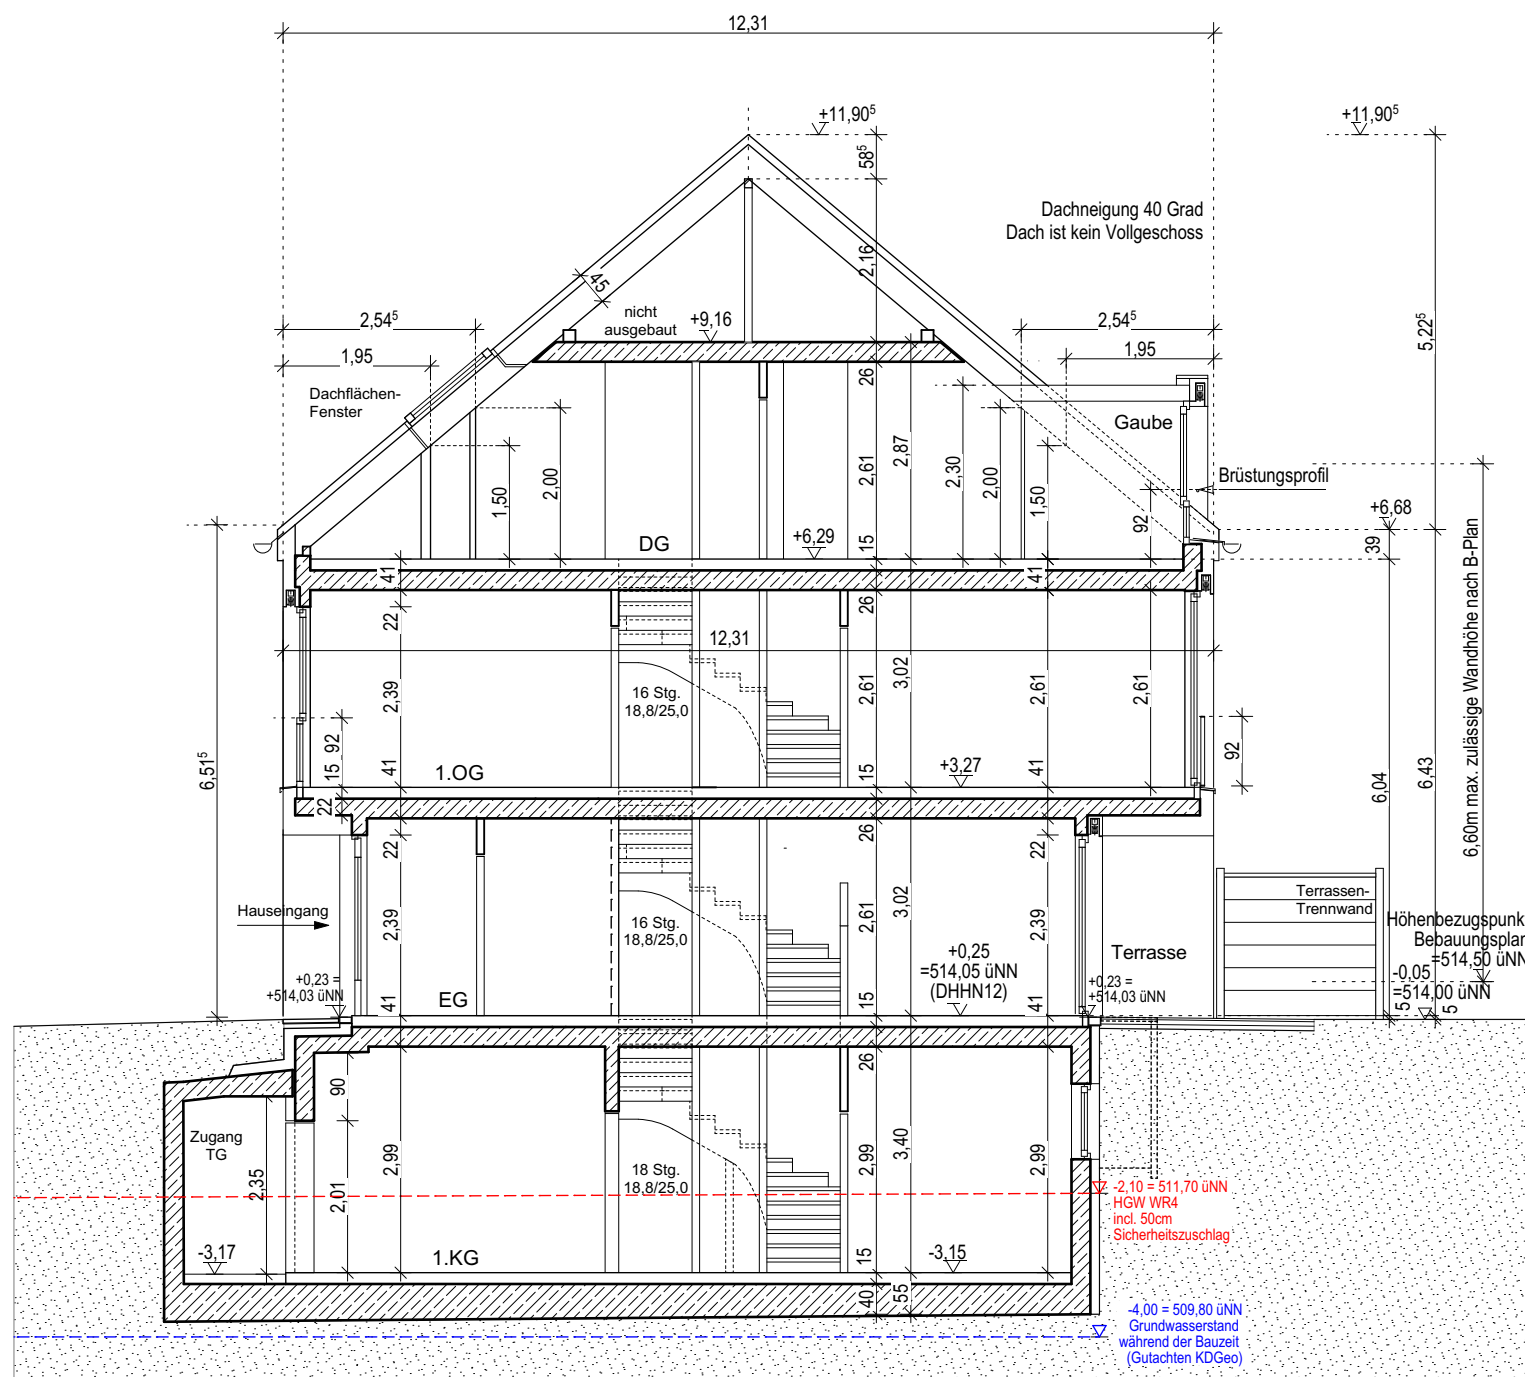 12,31
+11,90⁵
+11,90⁵
58⁵
Dachneigung 40 Grad
Dach ist kein Vollgeschoss
2,16
45
nicht
ausgebaut
+9,16
2,54⁵
2,54⁵
1,95
1,95
5,22⁵
26
Dachflächen-
Fenster
Gaube
2,87
2,61
2,30
2,00
1,50
2,00
1,50
Brüstungsprofil
92
+6,68
39
DG
+6,29
15
41
26
41
22
12,31
16 Stg.
18,8/25,0
2,39
2,61
3,02
2,61
2,61
6,60m max. zulässige Wandhöhe nach B-Plan
92
92
6,51⁵
6,04
6,43
15
41
1.OG
15
+3,27
41
22
26
22
22
Hauseingang
16 Stg.
18,8/25,0
2,39
2,61
3,02
2,39
Terrassen-
Trennwand
Höhenbezugspunk
Bebauungsplan
=514,50 üNN
Terrasse
+0,25
=514,05 üNN
(DHHN12)
-0,05
=514,00 üNN
+0,23 =
+514,03 üNN
+0,23 =
+514,03 üNN
EG
41
15
41
5
5
26
90
Zugang
TG
2,35
2,01
2,99
18 Stg.
18,8/25,0
2,99
3,40
2,99
-2,10 = 511,70 üNN
HGW WR4
incl. 50cm
Sicherheitszuschlag
-3,17
1.KG
15
-3,15
40
55
-4,00 = 509,80 üNN
Grundwasserstand
während der Bauzeit
(Gutachten KDGeo)